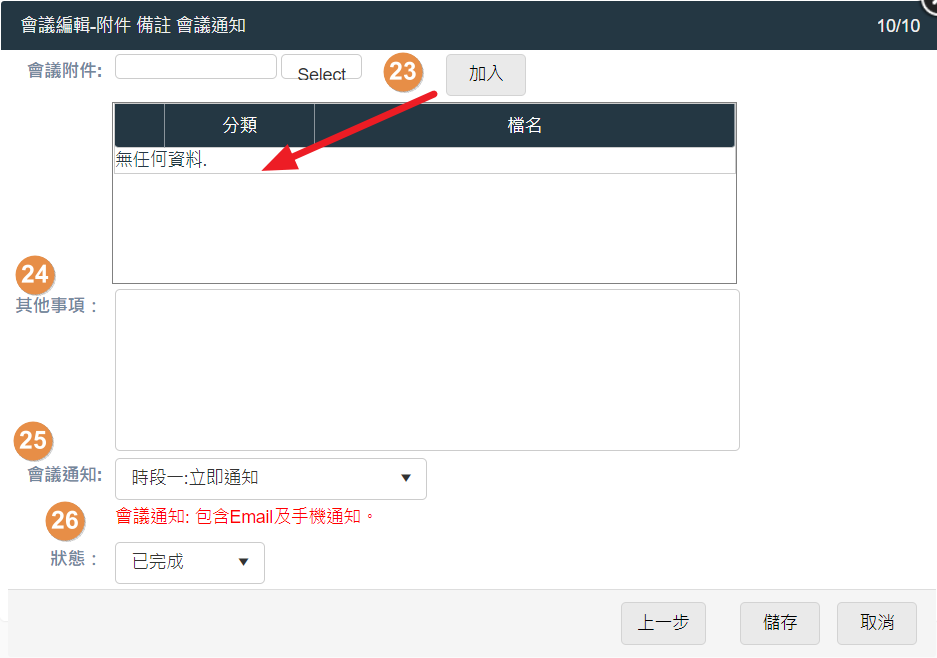 會議編輯-附件 備註 會議通知 10/10
會議附件: Select 23 加入
分類 檔名
無任何資料.
24
其他事項：
25
會議通知: 時段一:立即通知
會議通知: 包含Email及手機通知。
26
狀態： 已完成
上一步 儲存 取消